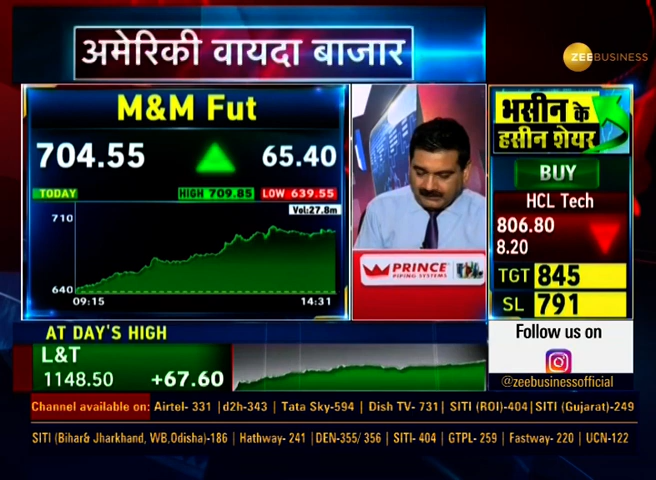 अमेरिकी वायदा बाजार
ZEEBUSINESS
M&M Fut
704.55 65.40
TODAY HIGH 709.85 LOW 639.55
Vol:27.8m
710
640
09:15 14:31
PRINCE
PIPING SYSTEMS
भसीन के
हसीन शेयर
BUY
HCL Tech
806.80
8.20
TGT 845
SL 791
AT DAY'S HIGH
L&T
1148.50 +67.60
Follow us on
@zeebusinessofficial
Channel available on: Airtel- 331 |d2h-343 | Tata Sky-594 | Dish TV- 731| SITI (ROI)-404|SITI (Gujarat)-249
SITI (Bihar& Jharkhand, WB,Odisha)-186 | Hathway- 241 |DEN-355/ 356 | SITI- 404 | GTPL- 259 | Fastway- 220 | UCN-122